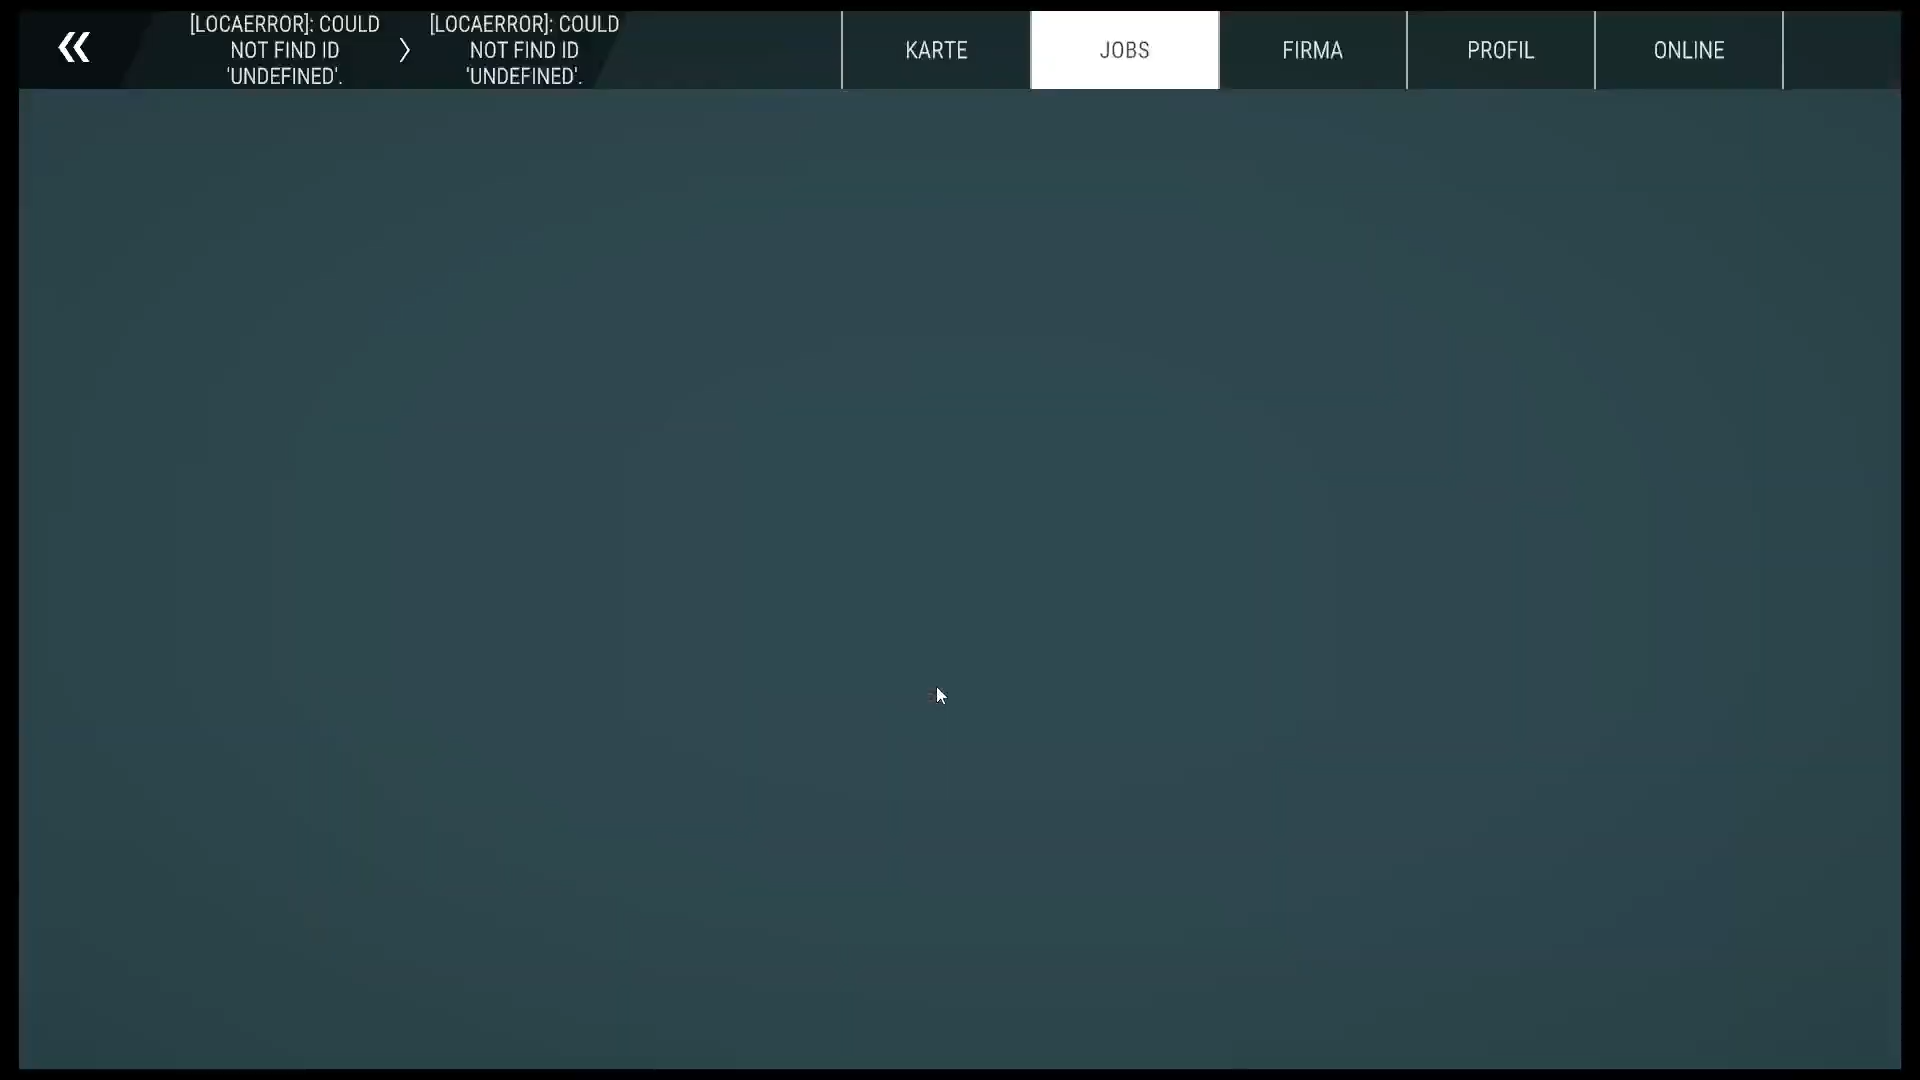 [LOCAERROR]: COULD
NOT FIND ID
'UNDEFINED'.
[LOCAERROR]: COULD
NOT FIND ID
'UNDEFINED'.
KARTE
JOBS
FIRMA
PROFIL
ONLINE